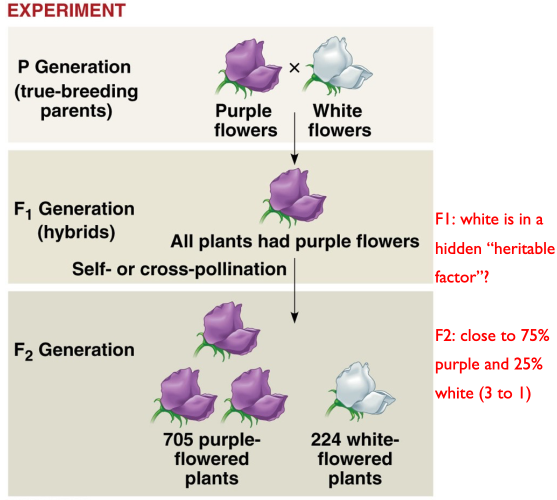 EXPERIMENT
P Generation
(true-breeding
parents)
×
Purple
flowers
White
flowers
F1 Generation
(hybrids)
All plants had purple flowers
Self- or cross-pollination
F1: white is in a
hidden “heritable
factor”?
F2 Generation
705 purple-
flowered
plants
224 white-
flowered
plants
F2: close to 75%
purple and 25%
white (3 to 1)